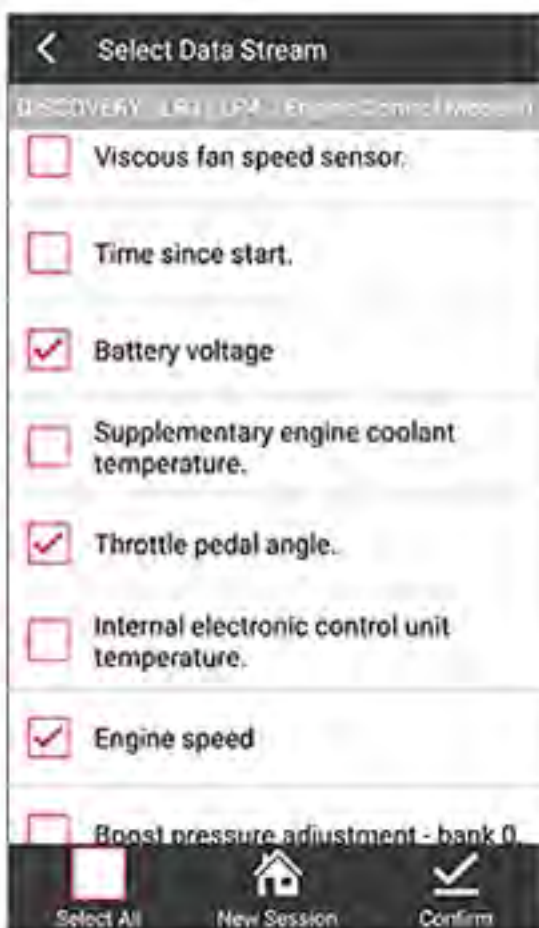 Select Data Stream
DISCOVERY
Viscous fan speed sensor.
Time since start.
Battery voltage
Supplementary engine coolant
temperature.
Throttle pedal angle.
Internal electronic control unit
temperature.
Engine speed
Boost pressure adjustment - bank 0.
Select All
New Session
Confirm